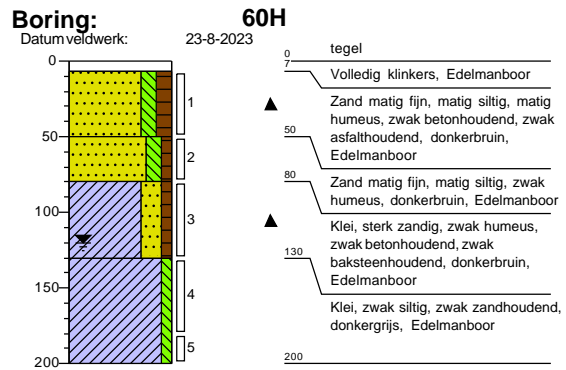 Boring: 60H
Datum veldwerk: 23-8-2023
0
50
100
150
200
1
2
3
4
5
0
tegel
7
Volledig klinkers, Edelmanboor
Zand matig fijn, matig siltig, matig
humeus, zwak betonhoudend, zwak
asfalthoudend, donkerbruin,
Edelmanboor
50
Zand matig fijn, matig siltig, zwak
humeus, donkerbruin, Edelmanboor
80
Klei, sterk zandig, zwak humeus,
zwak betonhoudend, zwak
baksteenhoudend, donkerbruin,
Edelmanboor
130
Klei, zwak siltig, zwak zandhoudend,
donkergrijs, Edelmanboor
200